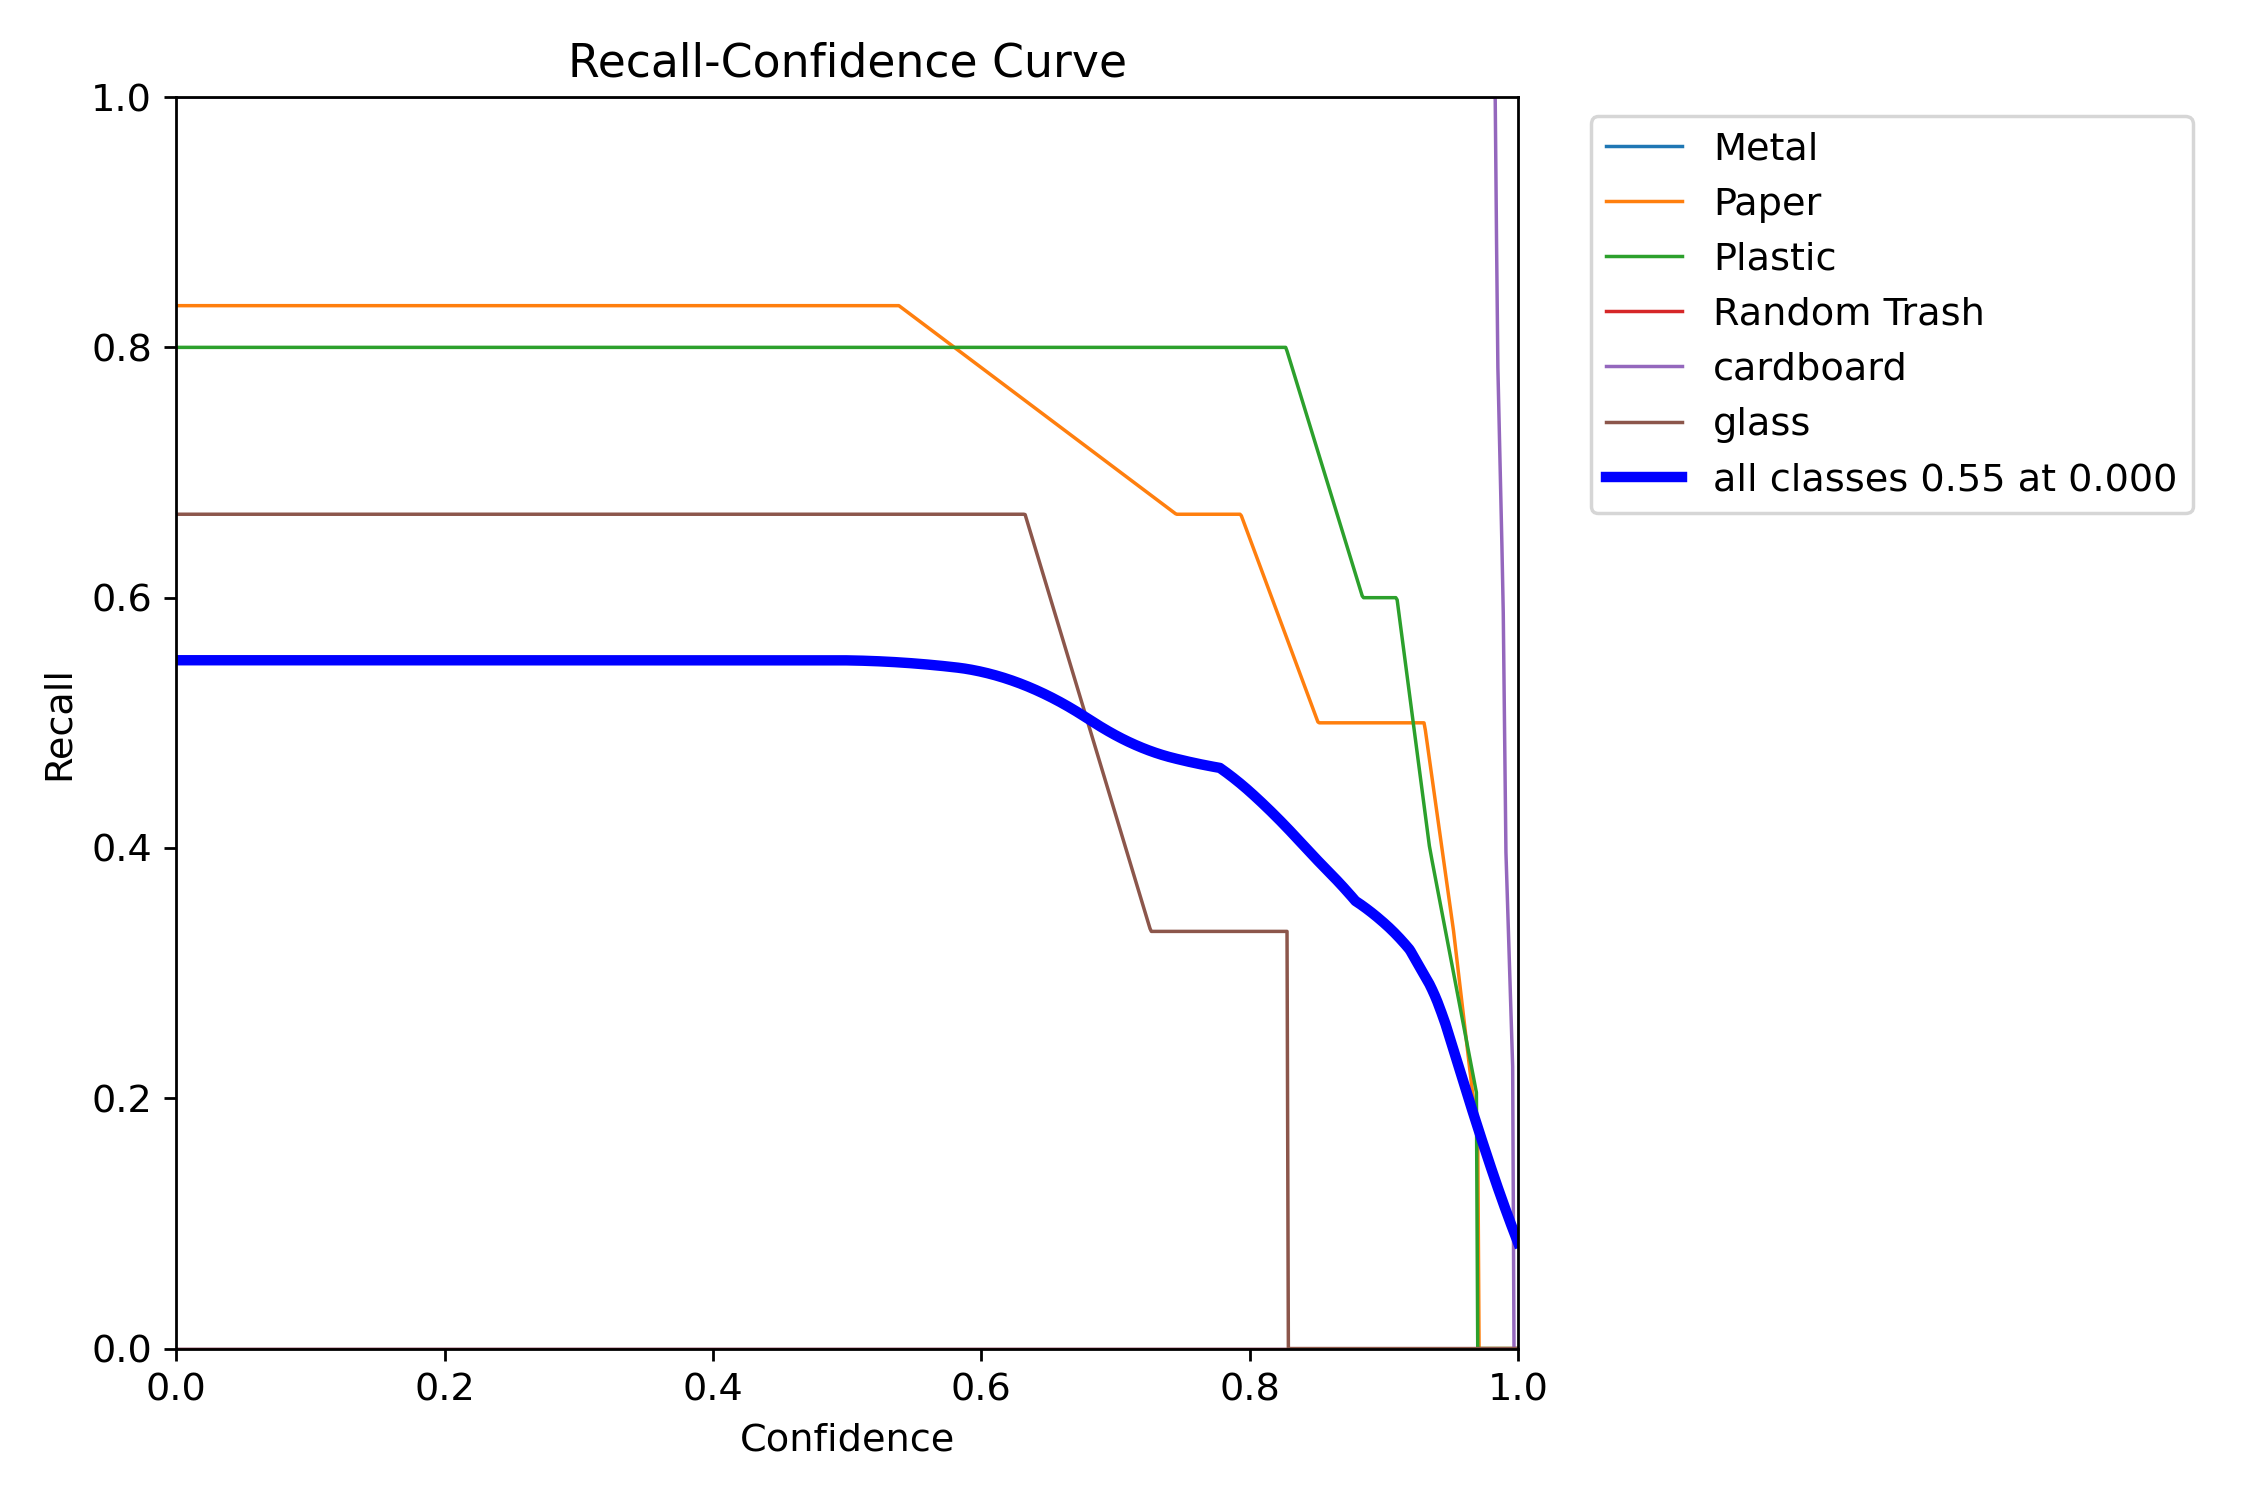 Recall-Confidence Curve
1.0
0.8
0.6
0.4
0.2
0.0
Recall
0.0 0.2 0.4 0.6 0.8 1.0
Confidence
Metal
Paper
Plastic
Random Trash
cardboard
glass
all classes 0.55 at 0.000